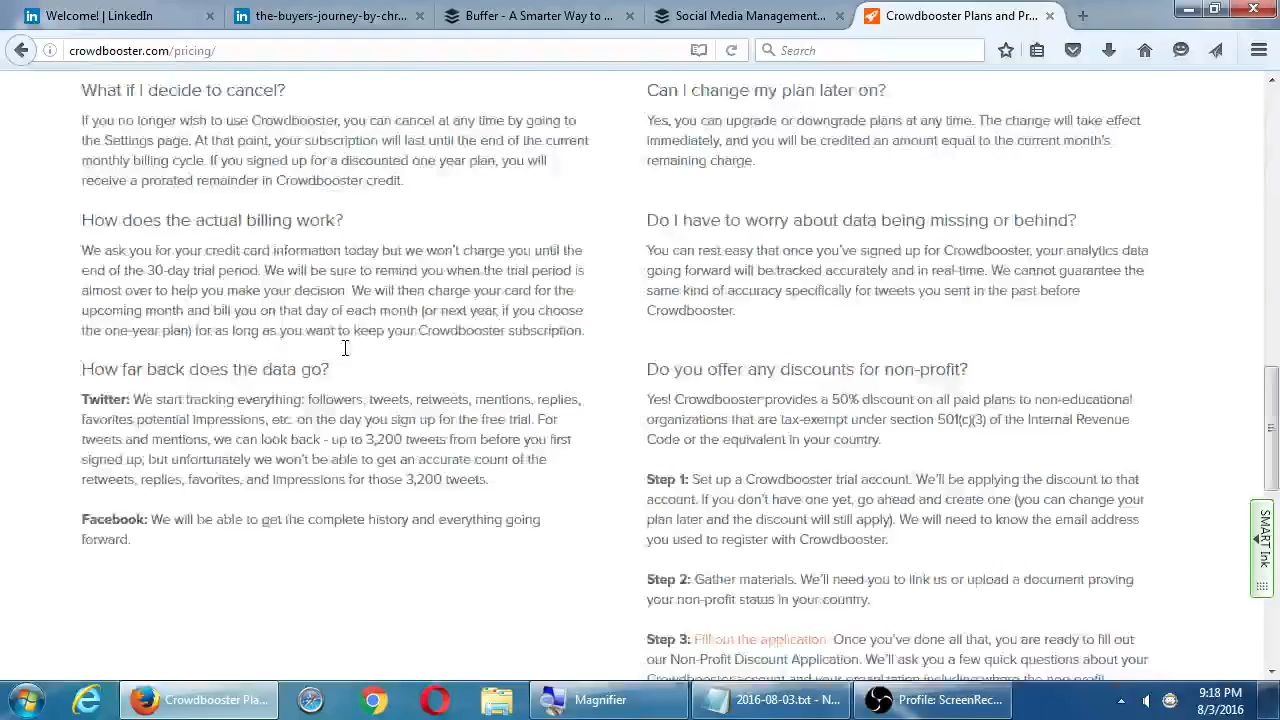 Welcome! | LinkedIn
the-buyers-journey-by-chr...
Buffer - A Smarter Way to ...
Social Media Management...
Crowdbooster Plans and Pr...
crowdbooster.com/pricing/
Search
What if I decide to cancel?
If you no longer wish to use Crowdbooster, you can cancel at any time by going to
the Settings page. At that point, your subscription will last until the end of the current
monthly billing cycle. If you signed up for a discounted one year plan, you will
receive a prorated remainder in Crowdbooster credit.
Can I change my plan later on?
Yes, you can upgrade or downgrade plans at any time. The change will take effect
immediately, and you will be credited an amount equal to the current month's
remaining charge.
How does the actual billing work?
We ask you for your credit card information today but we won't charge you until the
end of the 30-day trial period. We will be sure to remind you when the trial period is
almost over to help you make your decision. We will then charge your card for the
upcoming month and bill you on that day of each month (or next year, if you choose
the one-year plan) for as long as you want to keep your Crowdbooster subscription.
Do I have to worry about data being missing or behind?
You can rest easy that once you've signed up for Crowdbooster, your analytics data
going forward will be tracked accurately and in real-time. We cannot guarantee the
same kind of accuracy specifically for tweets you sent in the past before
Crowdbooster.
How far back does the data go?
Twitter: We start tracking everything: followers, tweets, retweets, mentions, replies,
favorites potential impressions, etc. on the day you sign up for the free trial. For
tweets and mentions, we can look back - up to 3,200 tweets from before you first
signed up, but unfortunately we won't be able to get an accurate count of the
retweets, replies, favorites, and impressions for those 3,200 tweets.
Facebook: We will be able to get the complete history and everything going
forward.
Do you offer any discounts for non-profit?
Yes! Crowdbooster provides a 50% discount on all paid plans to non-educational
organizations that are tax-exempt under section 501(c)(3) of the Internal Revenue
Code or the equivalent in your country.
Step 1: Set up a Crowdbooster trial account. We'll be applying the discount to that
account. If you don't have one yet, go ahead and create one (you can change your
plan later and the discount will still apply). We will need to know the email address
you used to register with Crowdbooster.
Step 2: Gather materials. We'll need you to link us or upload a document proving
your non-profit status in your country.
Step 3: Fill out the application. Once you've done all that, you are ready to fill out
our Non-Profit Discount Application. We'll ask you a few quick questions about your
Crowdbooster account and your organization including where the non-profit
SMART Ink
Crowdbooster Pla...
Magnifier
2016-08-03.txt - N...
Profile: ScreenRec...
9:18 PM
8/3/2016